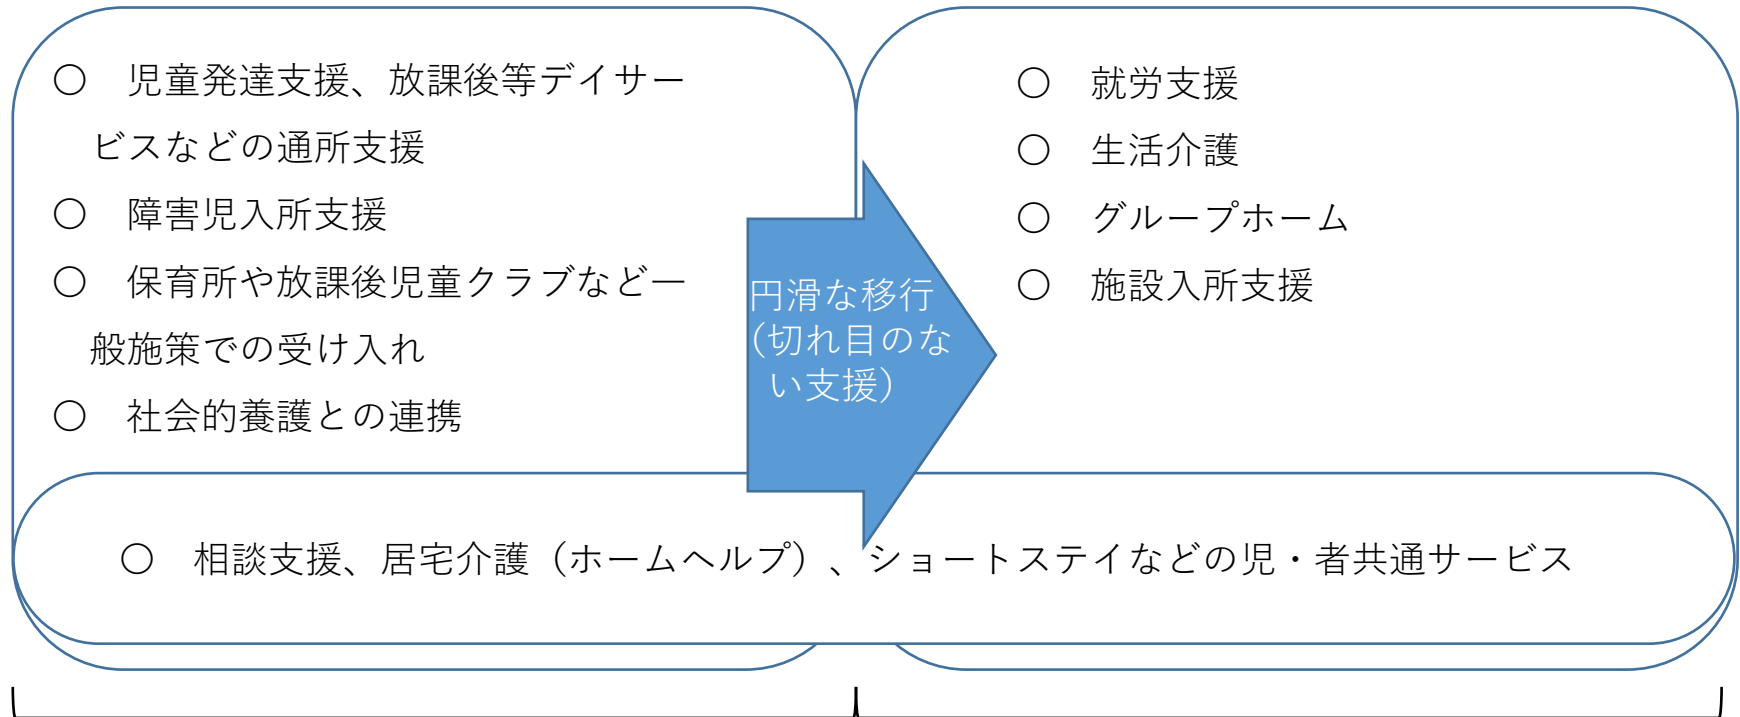 ○　児童発達支援、放課後等デイサー
ビスなどの通所支援
○　障害児入所支援
○　保育所や放課後児童クラブなど一
般施策での受け入れ
○　社会的養護との連携
円滑な移行
（切れ目のな
い支援）
○　就労支援
○　生活介護
○　グループホーム
○　施設入所支援
○　相談支援、居宅介護（ホームヘルプ）、ショートステイなどの児・者共通サービス